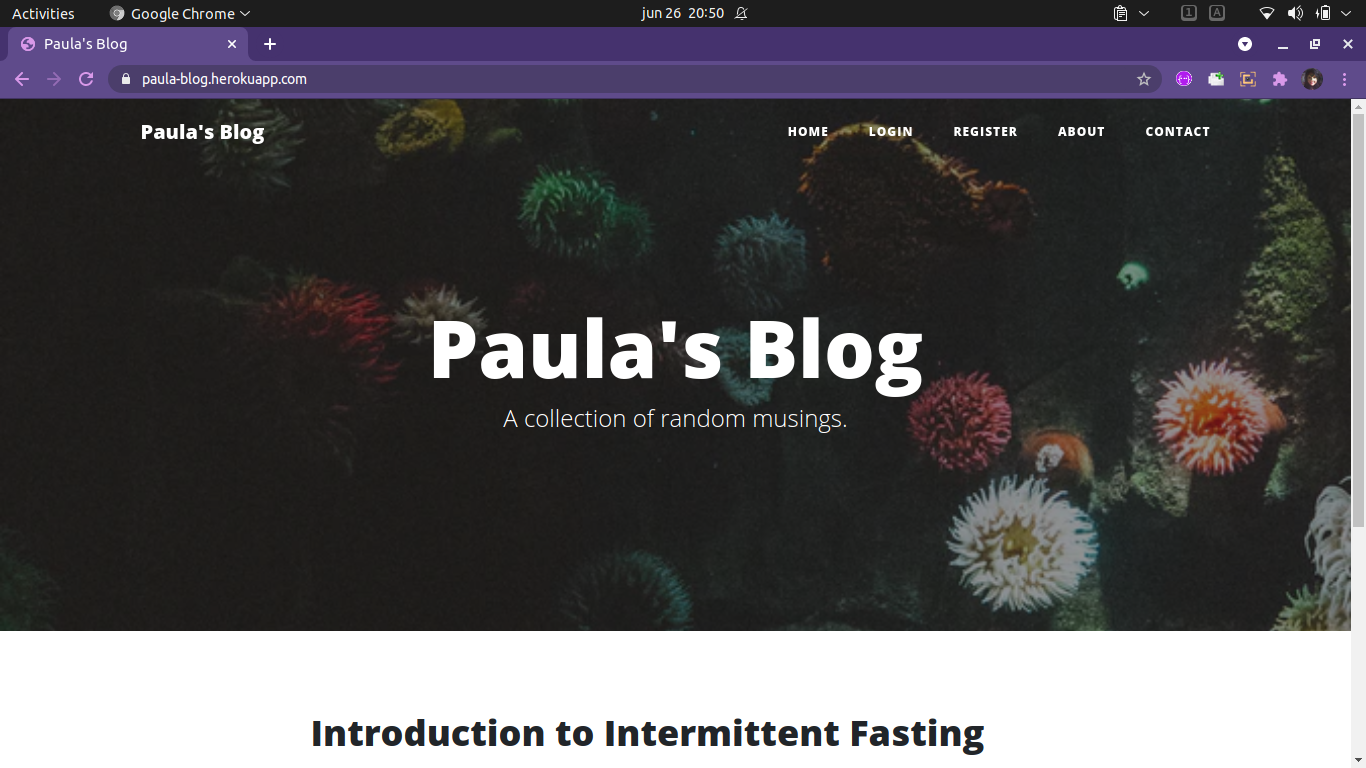 Activities Google Chrome jun 26 20:50 1 A
Paula's Blog
paula-blog.herokuapp.com
Paula's Blog HOME LOGIN REGISTER ABOUT CONTACT
Paula's Blog
A collection of random musings.
Introduction to Intermittent Fasting